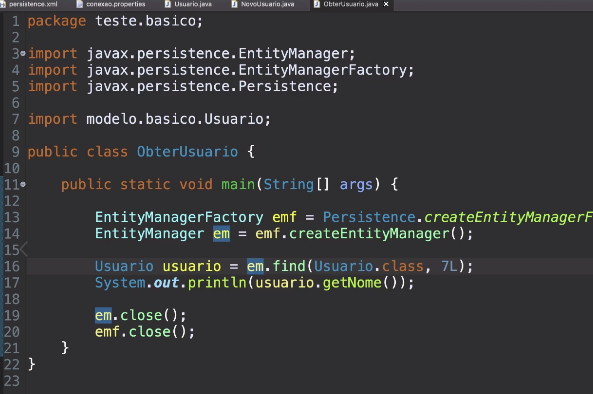 persistence.xml conexao.properties Usuario.java NovoUsuario.java ObterUsuario.java
1 package teste.basico;
2
3 import javax.persistence.EntityManager;
4 import javax.persistence.EntityManagerFactory;
5 import javax.persistence.Persistence;
6
7 import modelo.basico.Usuario;
8
9 public class ObterUsuario {
10
11 public static void main(String[] args) {
12
13 EntityManagerFactory emf = Persistence.createEntityManagerF
14 EntityManager em = emf.createEntityManager();
15
16 Usuario usuario = em.find(Usuario.class, 7L);
17 System.out.println(usuario.getNome());
18
19 em.close();
20 emf.close();
21 }
22 }
23